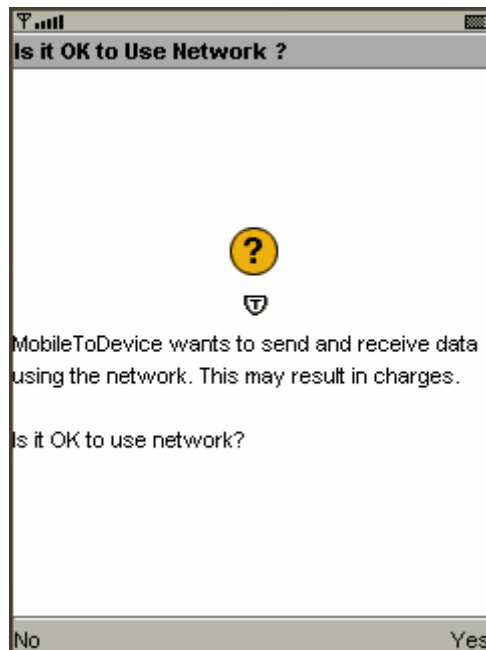 Is it OK to Use Network ?
?
T
MobileToDevice wants to send and receive data
using the network. This may result in charges.
Is it OK to use network?
No Yes